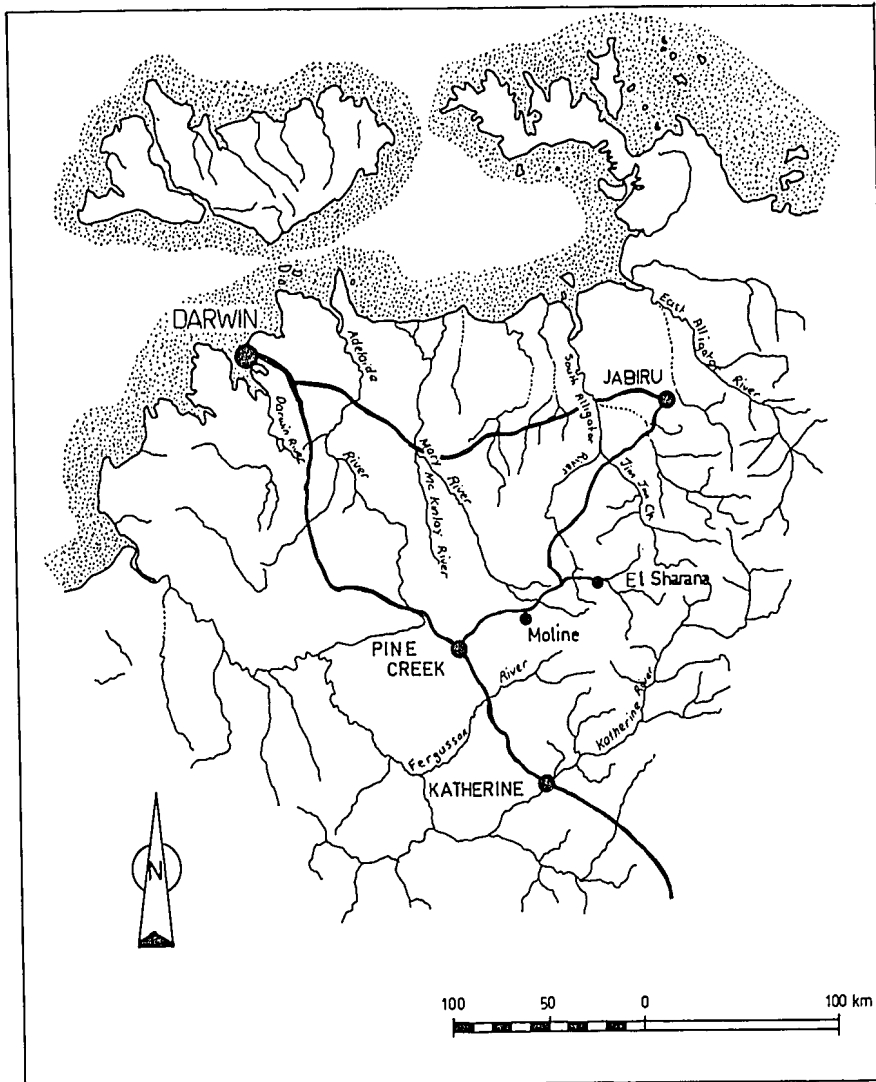 DARWIN
Adelaide
River
Darwin River
South Alligator
River
East Alligator
River
JABIRU
Mary
River
Mc Kinlay River
Jim Jim Ck
El Sharana
Moline
PINE
CREEK
River
Fergusson
Katherine River
KATHERINE
N
100 50 0 100 km